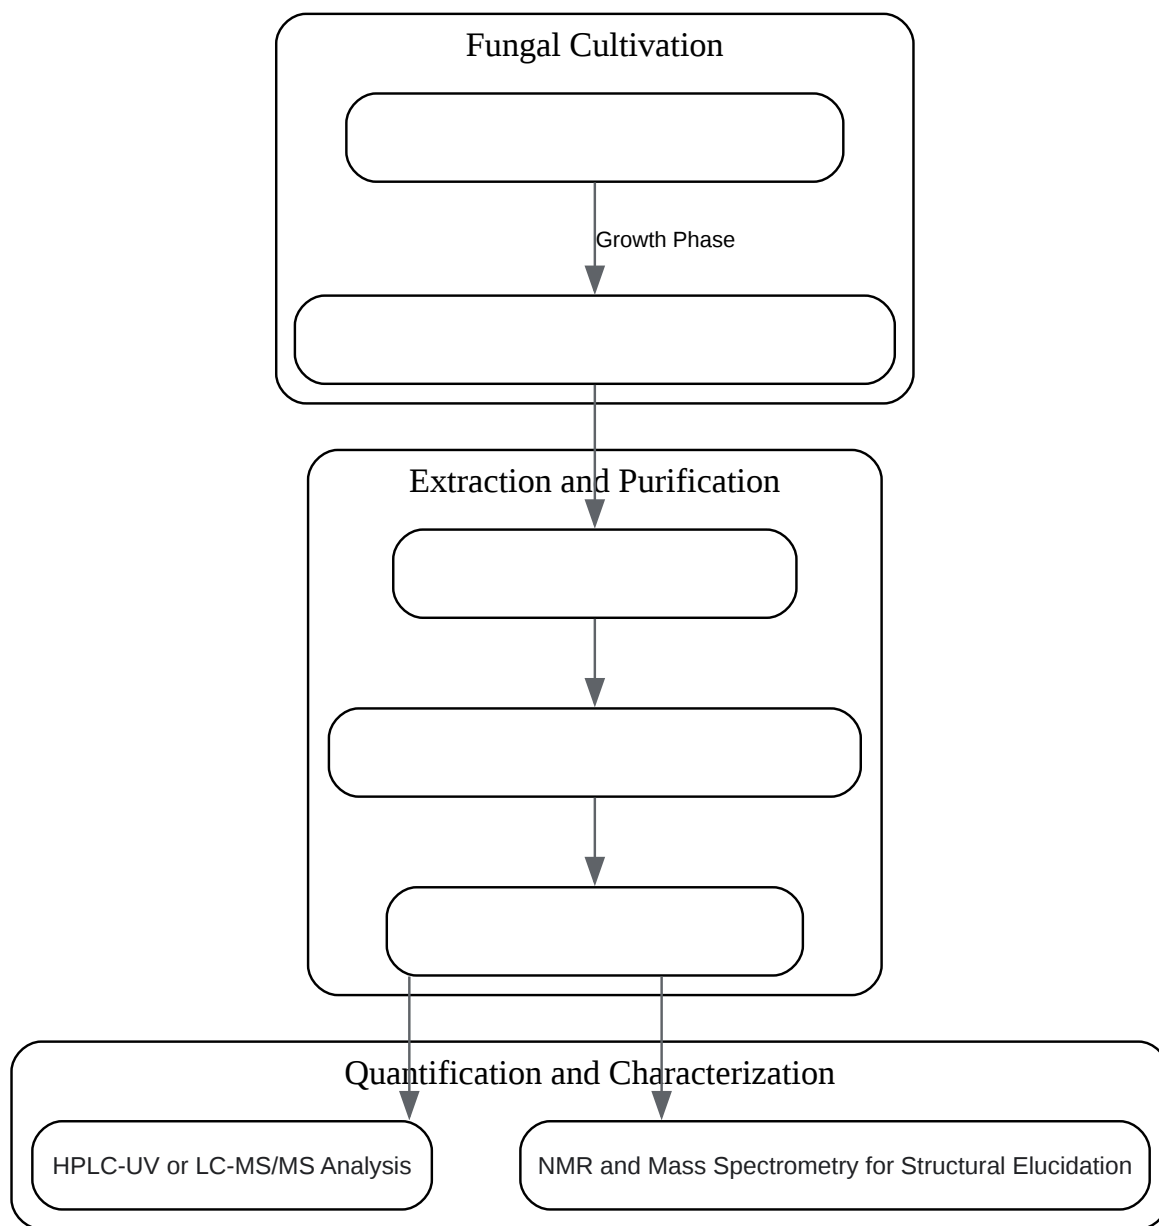 Fungal Cultivation
Growth Phase
Extraction and Purification
Quantification and Characterization
HPLC-UV or LC-MS/MS Analysis
NMR and Mass Spectrometry for Structural Elucidation